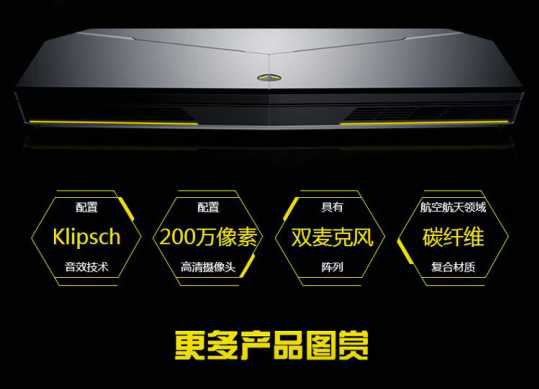 配置
Klipsch
音效技术
配置
200万像素
高清摄像头
具有
双麦克风
阵列
航空航天领域
碳纤维
复合材质
更多产品图赏